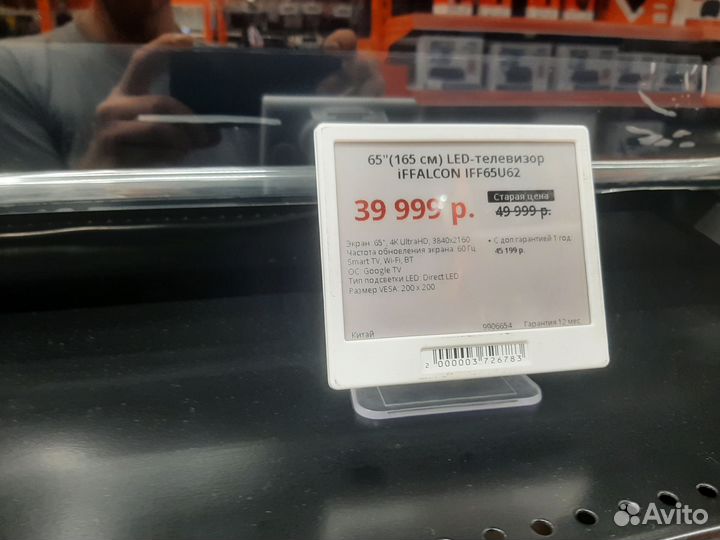 65"(165 см) LED-телевизор
iFFALCON IFF65U62
39 999 р.
Старая цена
49 999 р.
Экран: 65", 4K UltraHD, 3840x2160
Частота обновления экрана: 60 Гц
Smart TV, Wi-Fi, BT
ОС: Google TV
Тип подсветки LED: Direct LED
Размер VESA: 200 x 200
• С доп.гарантией 1 год:
45 199 р.
Китай
9906654
Гарантия 12 мес.
2 000003 726783
Avito